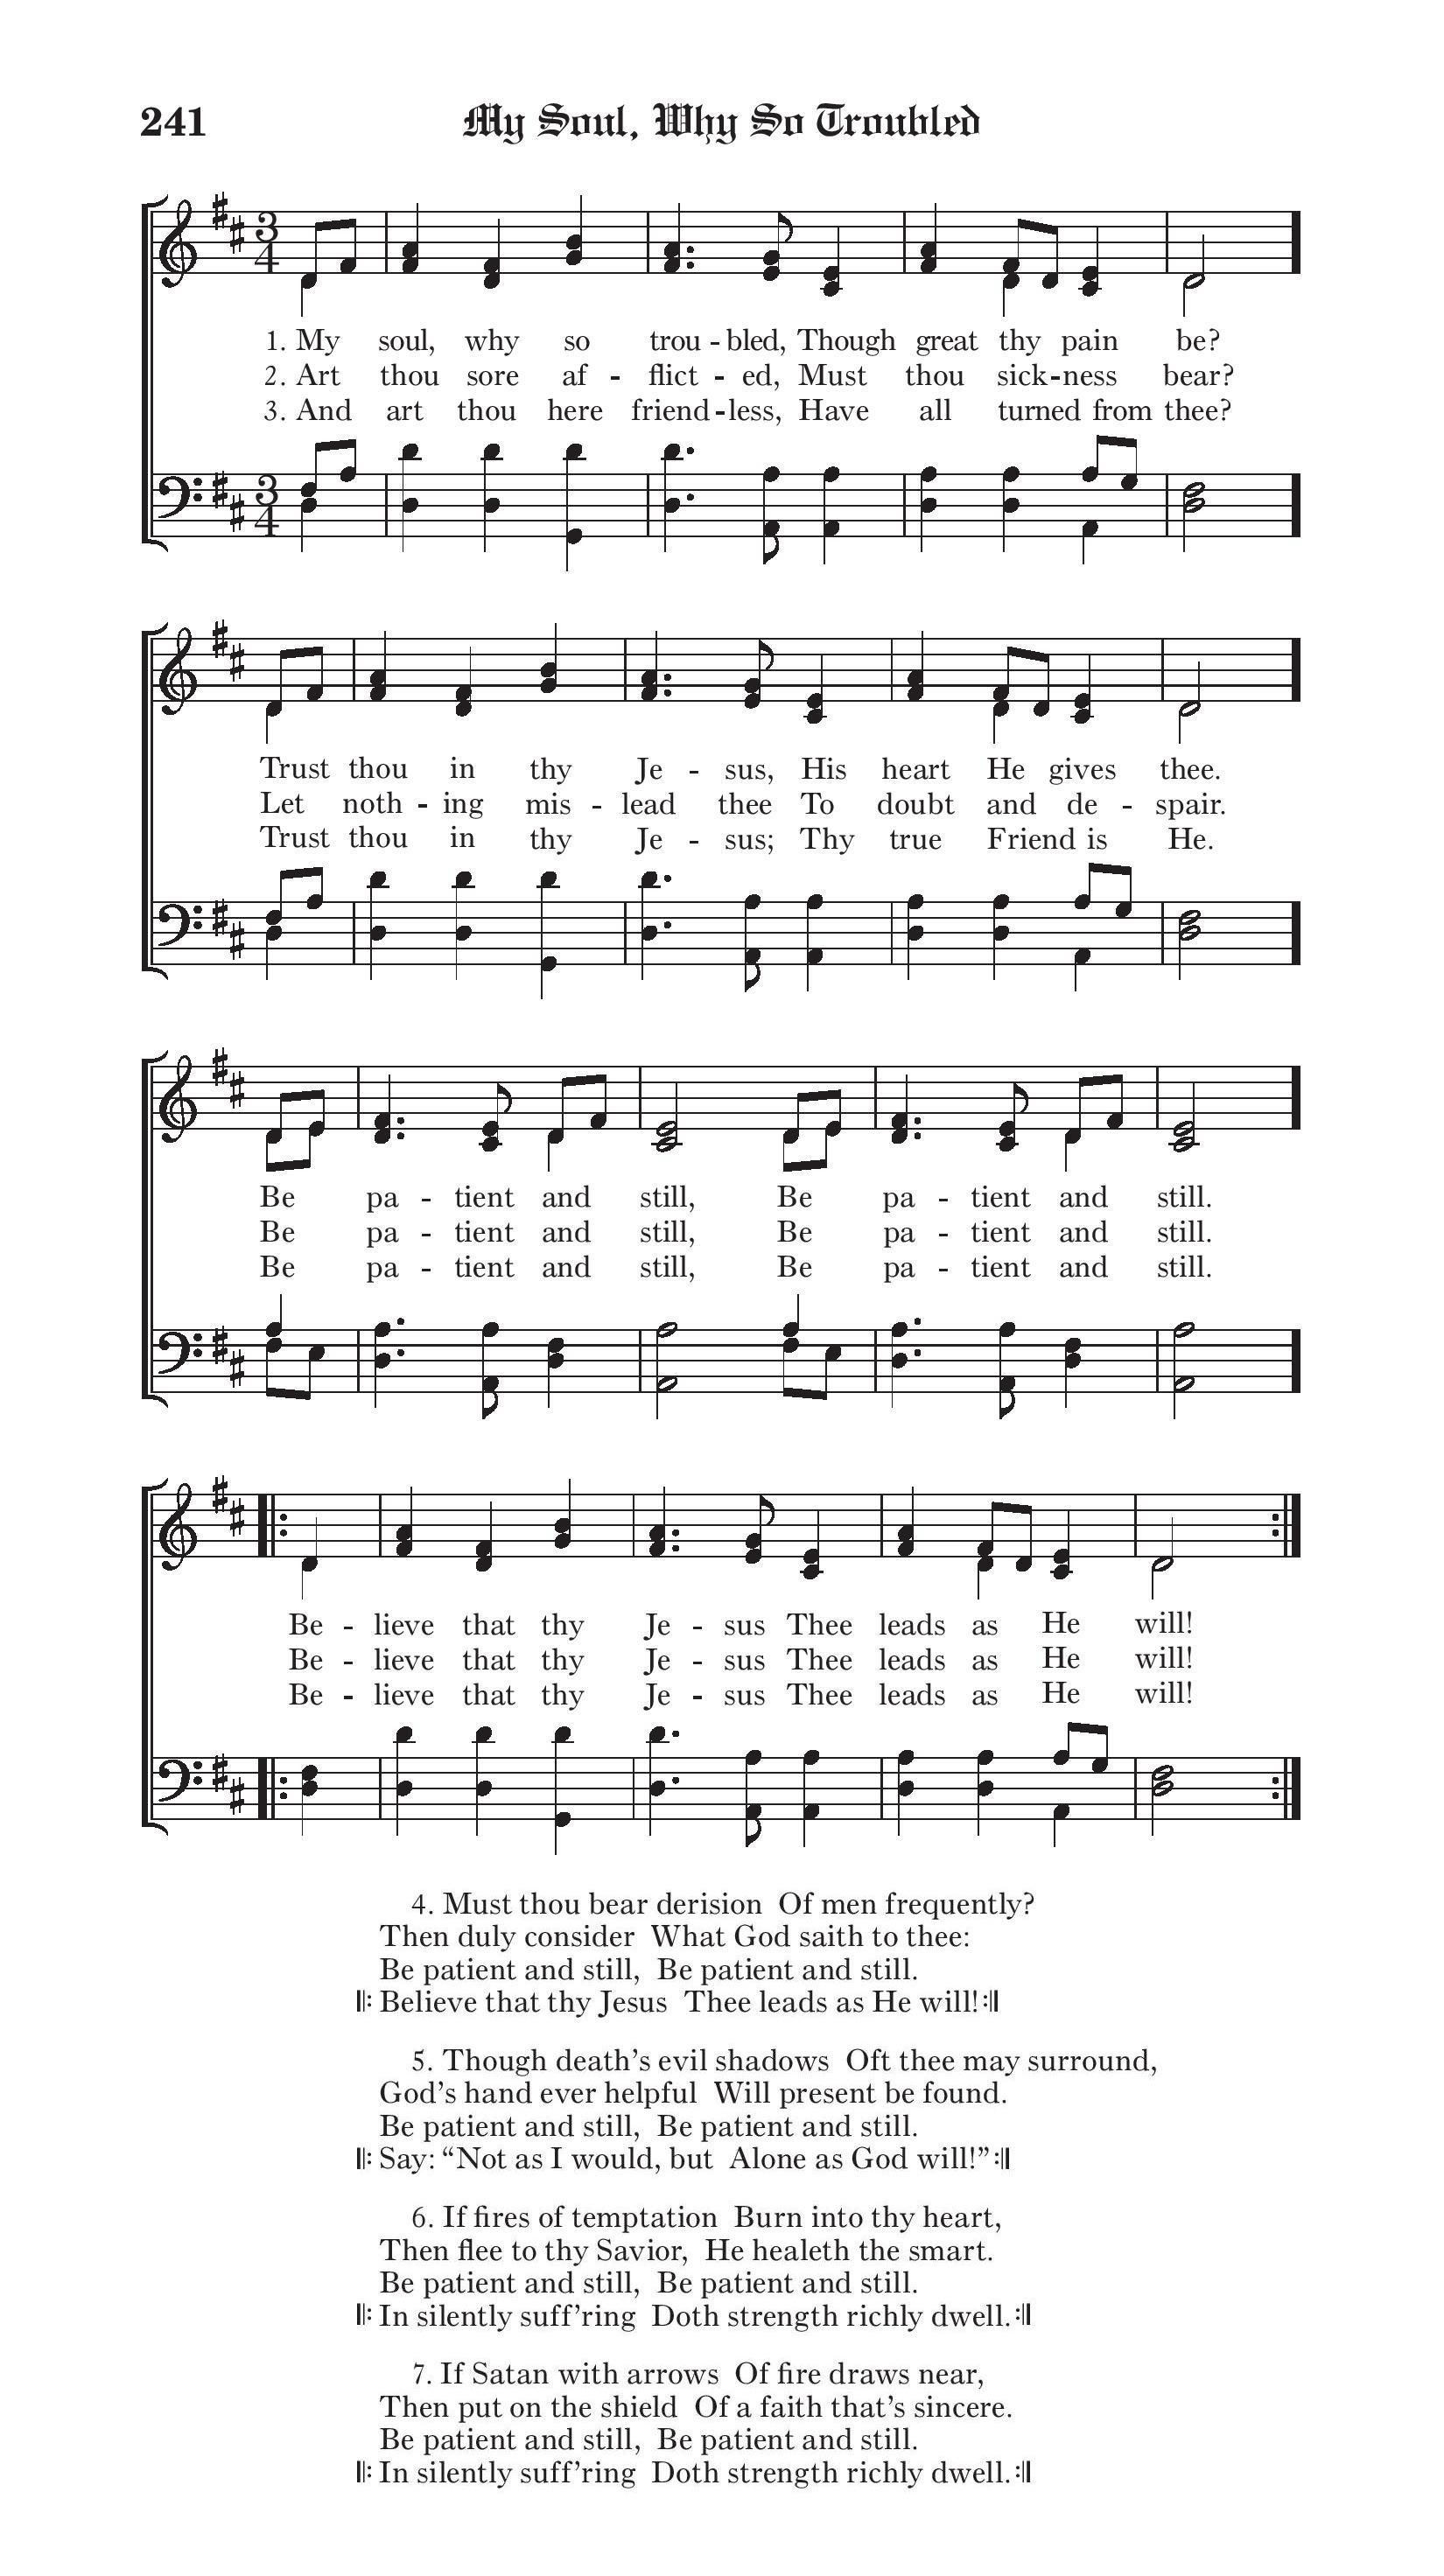 241 My Soul, Why So Troubled
3
4
1. My soul, why so trou - bled, Though great thy pain be?
2. Art thou sore af - flict - ed, Must thou sick - ness bear?
3. And art thou here friend - less, Have all turned from thee?
3
4
Trust thou in thy Je - sus, His heart He gives thee.
Let noth - ing mis - lead thee To doubt and de - spair.
Trust thou in thy Je - sus; Thy true Friend is He.
Be pa - tient and still, Be pa - tient and still.
Be pa - tient and still, Be pa - tient and still.
Be pa - tient and still, Be pa - tient and still.
Be - lieve that thy Je - sus Thee leads as He will!
Be - lieve that thy Je - sus Thee leads as He will!
Be - lieve that thy Je - sus Thee leads as He will!
4. Must thou bear derision Of men frequently?
Then duly consider What God saith to thee:
Be patient and still, Be patient and still.
𝄆 Believe that thy Jesus Thee leads as He will! 𝄇
5. Though death’s evil shadows Oft thee may surround,
God’s hand ever helpful Will present be found.
Be patient and still, Be patient and still.
𝄆 Say: “Not as I would, but Alone as God will!” 𝄇
6. If fires of temptation Burn into thy heart,
Then flee to thy Savior, He healeth the smart.
Be patient and still, Be patient and still.
𝄆 In silently suff’ring Doth strength richly dwell. 𝄇
7. If Satan with arrows Of fire draws near,
Then put on the shield Of a faith that’s sincere.
Be patient and still, Be patient and still.
𝄆 In silently suff’ring Doth strength richly dwell. 𝄇